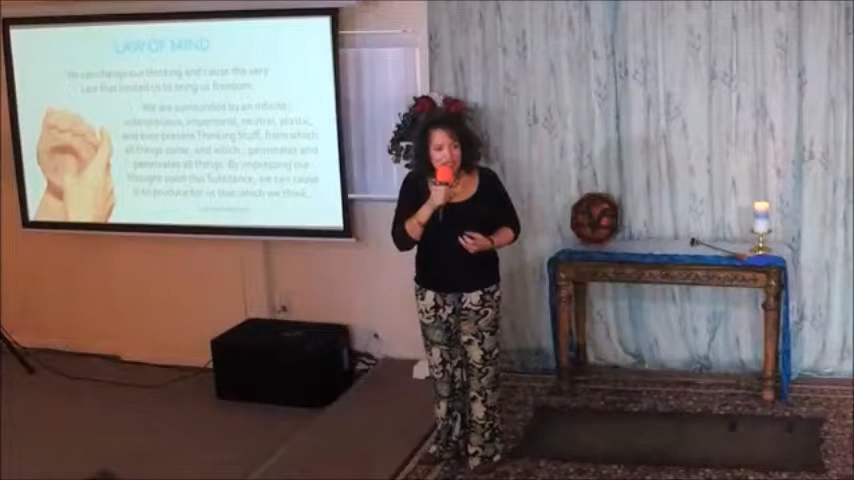 LAW OF MIND
We can change our thinking and cause the very
Law that limited us to bring us freedom.
We are surrounded by an infinite,
subconscious, impersonal, neutral, plastic,
and ever present Thinking Stuff, from which
all things come, and which permeates and
penetrates all things. By impressing our
thought upon this Substance, we can cause
it to produce for us that which we think.